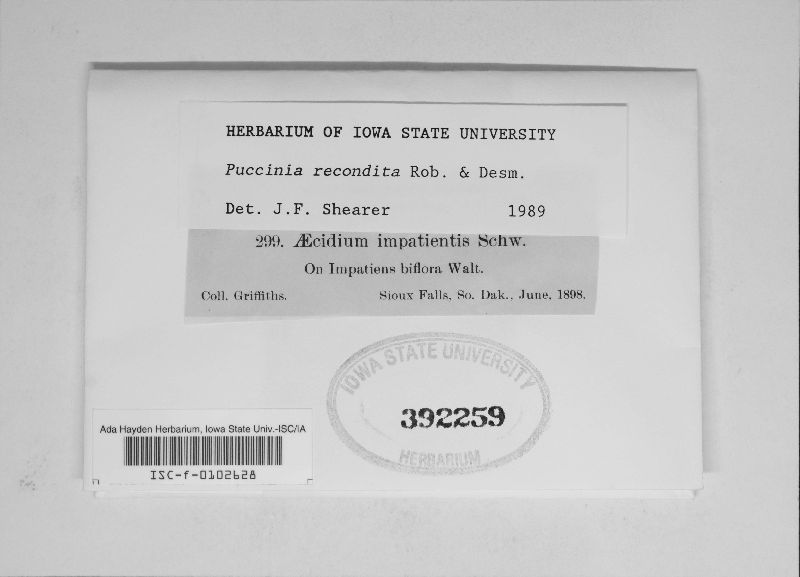 HERBARIUM OF IOWA STATE UNIVERSITY
Puccinia recondita Rob. & Desm.
Det. J.F. Shearer 1989
299. Æcidium impatientis Schw.
On Impatiens biflora Walt.
Coll. Griffiths. Sioux Falls, So. Dak., June, 1898.
IOWA STATE UNIVERSITY
392259
HERBARIUM
Ada Hayden Herbarium, Iowa State Univ.-ISC/IA
ISC-f-0102628